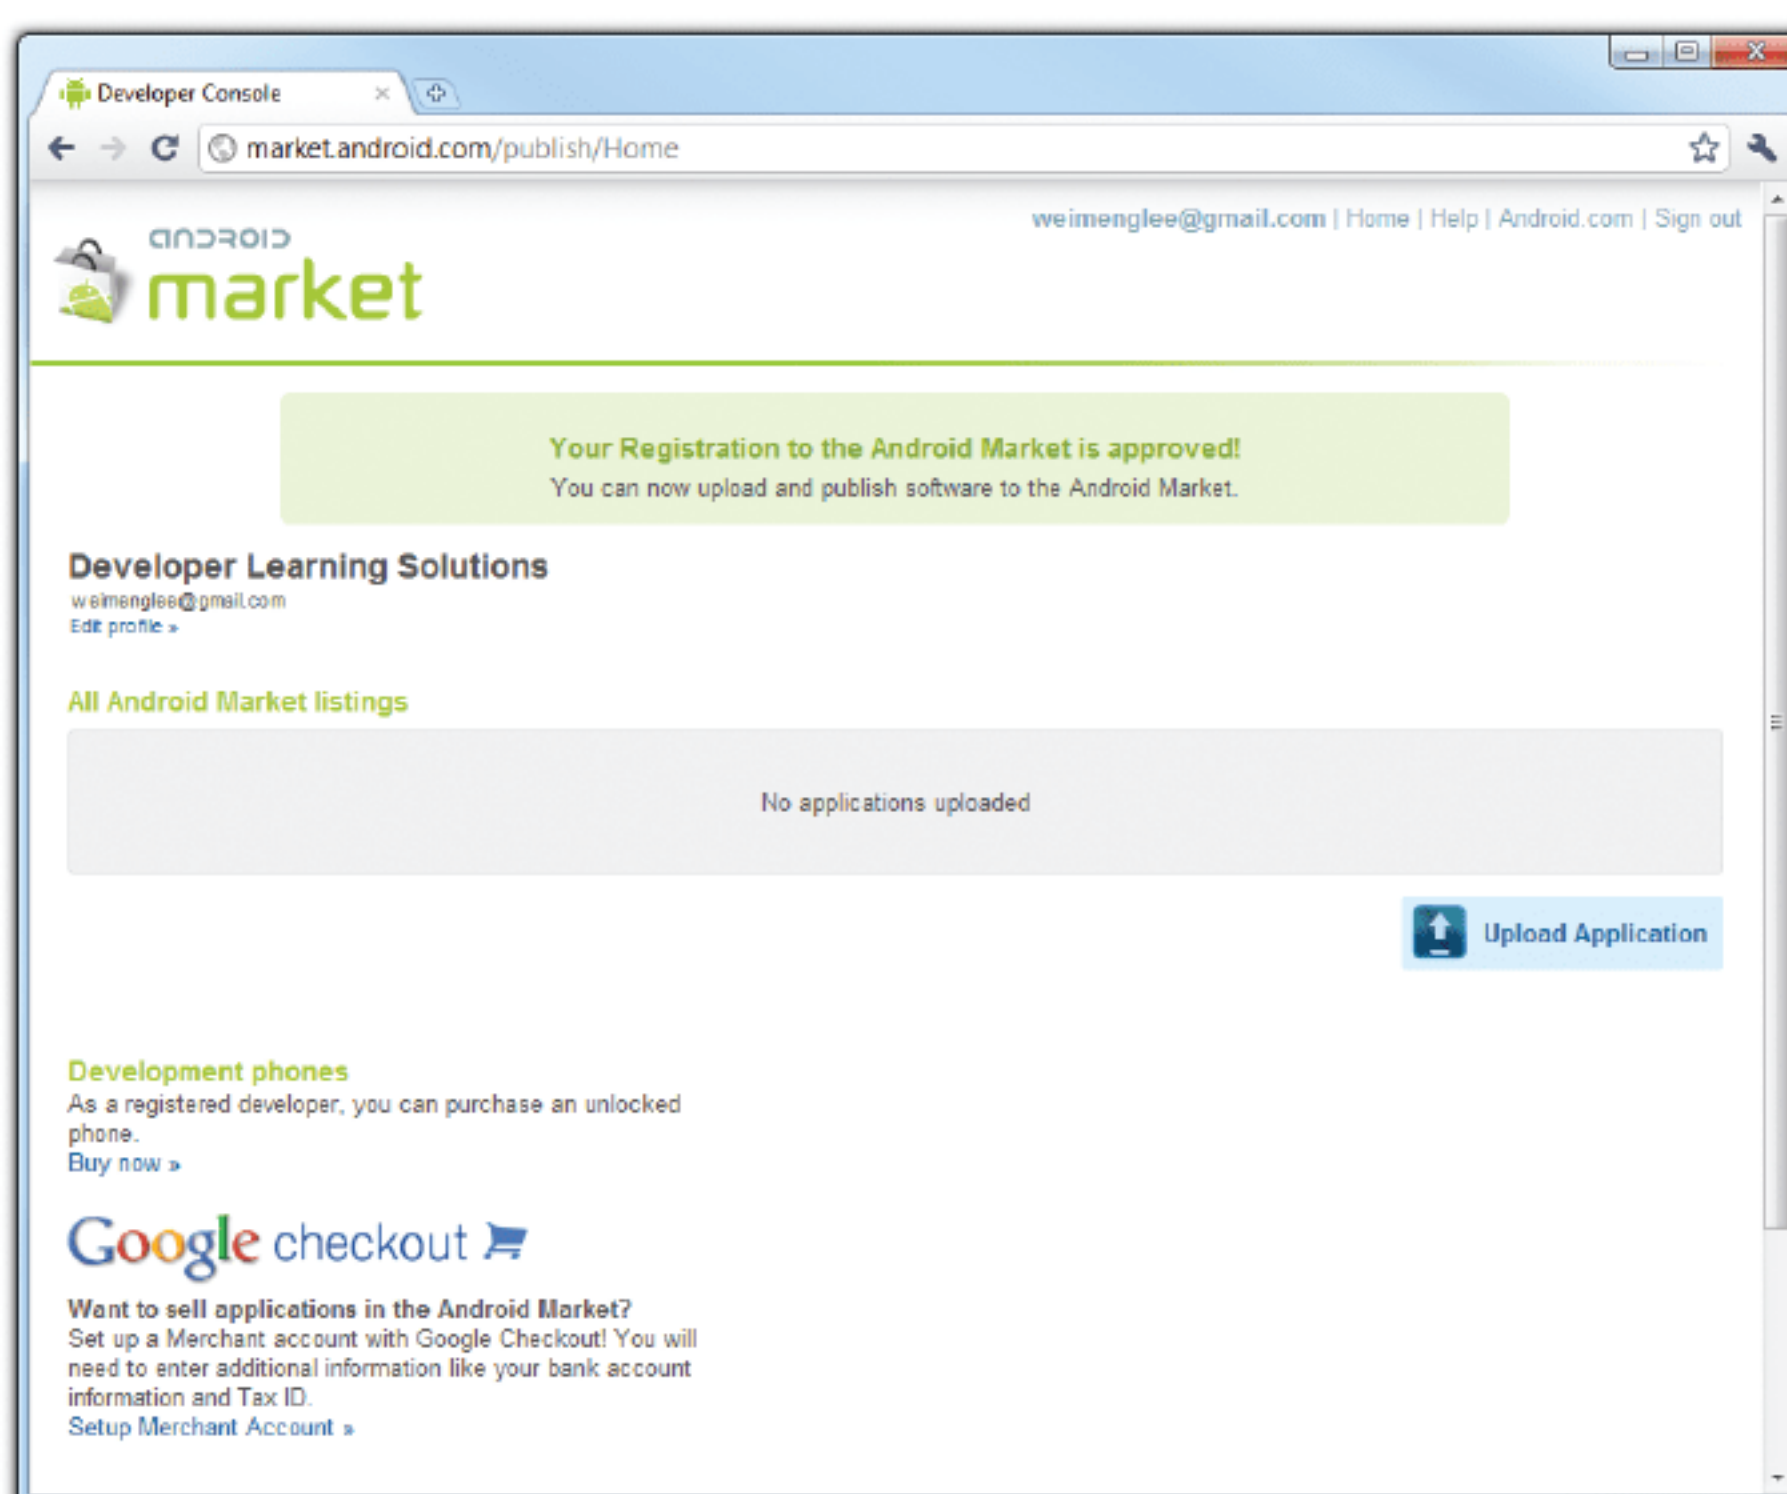 Developer Console
market.android.com/publish/Home
weimenglee@gmail.com | Home | Help | Android.com | Sign out
android
market
Your Registration to the Android Market is approved!
You can now upload and publish software to the Android Market.
Developer Learning Solutions
weimenglee@gmail.com
Edit profile »
All Android Market listings
No applications uploaded
Upload Application
Development phones
As a registered developer, you can purchase an unlocked
phone.
Buy now »
Google checkout
Want to sell applications in the Android Market?
Set up a Merchant account with Google Checkout! You will
need to enter additional information like your bank account
information and Tax ID.
Setup Merchant Account »